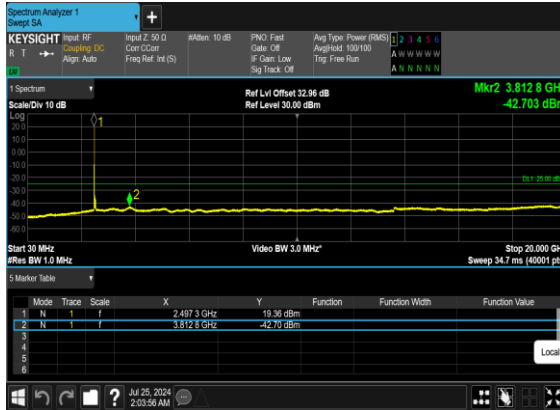 Spectrum Analyzer 1
Swept SA
+
KEYSIGHT
R T
LXI
Input: RF
Coupling: DC
Align: Auto
Input Z: 50 Ω
Corr CCorr
Freq Ref: Int (S)
#Atten: 10 dB
PNO: Fast
Gate: Off
IF Gain: Low
Sig Track: Off
Avg Type: Power (RMS)
Avg|Hold: 100/100
Trig: Free Run
1 2 3 4 5 6
A W W W W W
A N N N N N
1 Spectrum
Scale/Div 10 dB
Ref Lvl Offset 32.96 dB
Ref Level 30.00 dBm
Mkr2 3.812 8 GH
-42.703 dBr
Log
20.0
10.0
0.00
-10.0
-20.0
-30.0
-40.0
-50.0
-60.0
1
2
DL1 -25.00 dB
Start 30 MHz
#Res BW 1.0 MHz
Video BW 3.0 MHz*
Stop 20.000 GH
Sweep 34.7 ms (40001 pt
5 Marker Table
Mode Trace Scale X Y Function Function Width Function Value
1 N 1 f 2.497 3 GHz 19.36 dBm
2 N 1 f 3.812 8 GHz -42.70 dBm
3
4
5
6
Local
?
Jul 25, 2024
2:03:56 AM